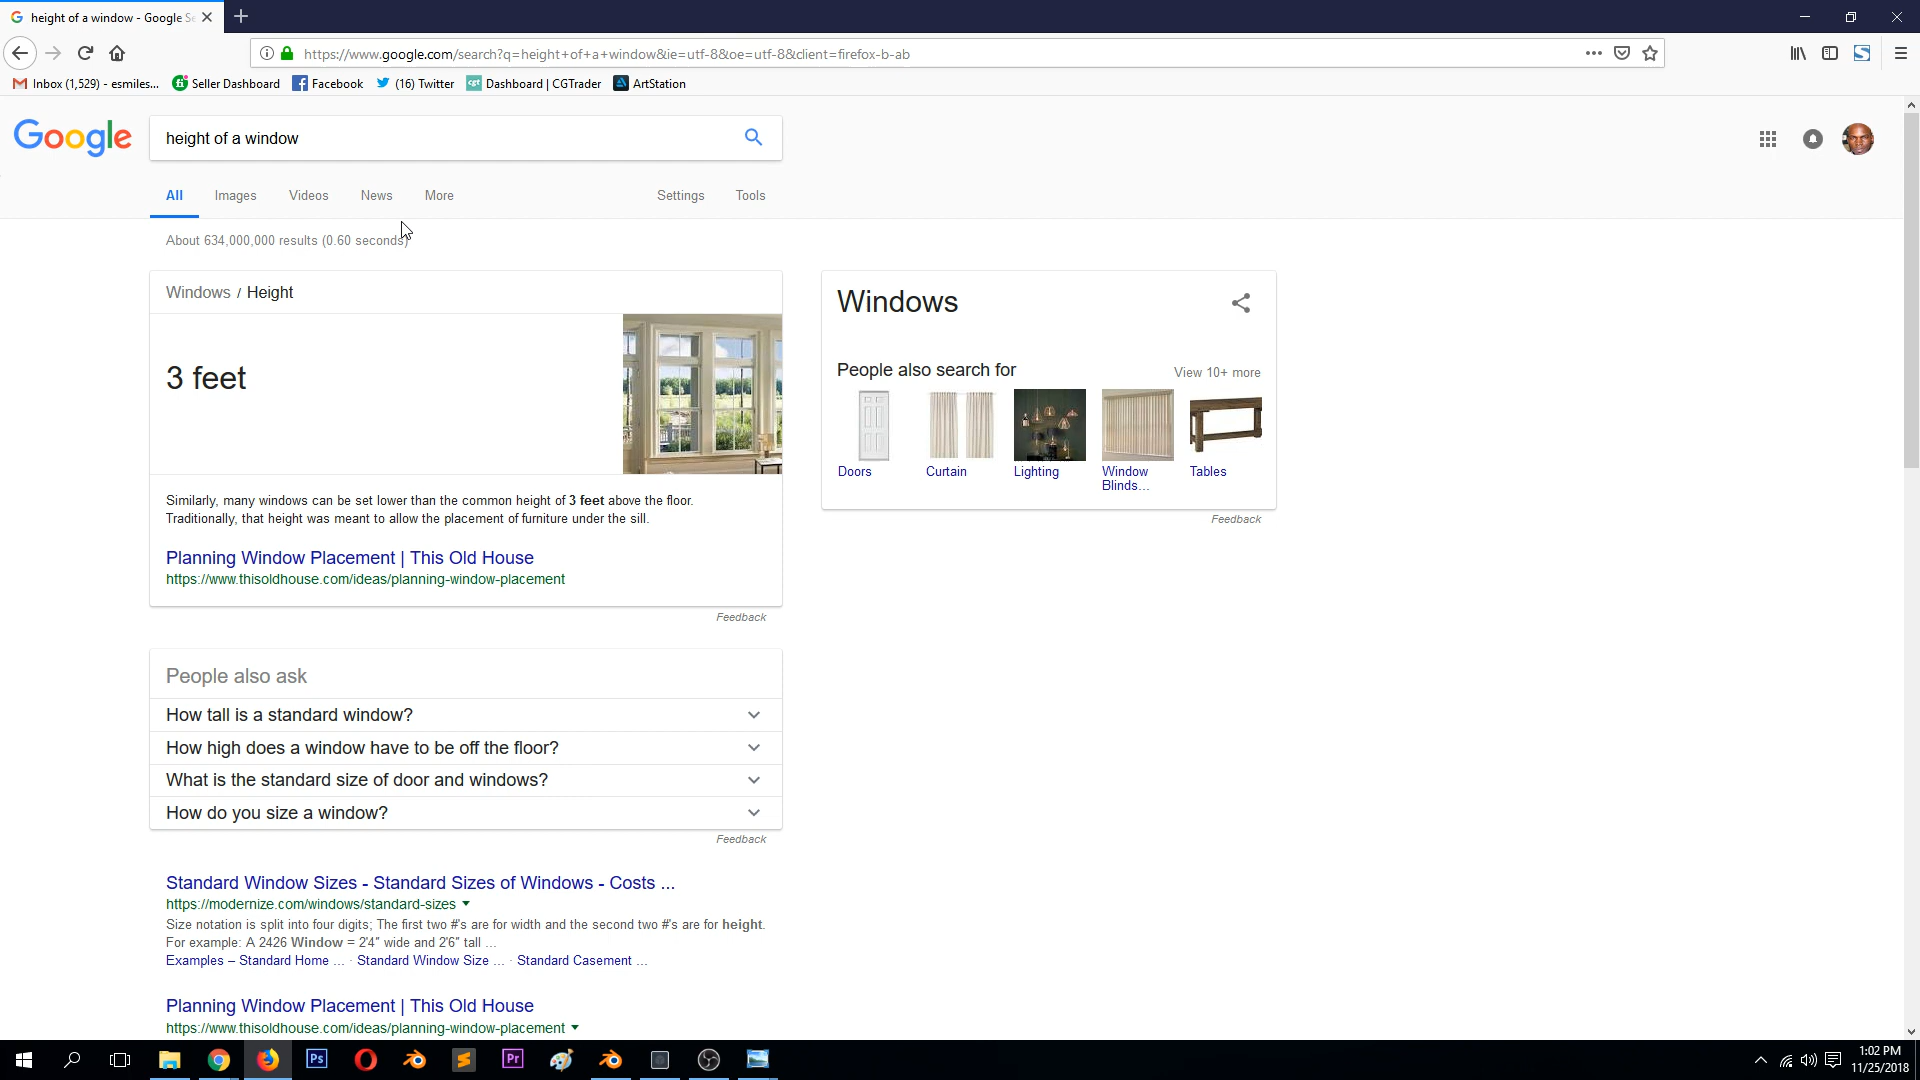 height of a window - Google Se
https://www.google.com/search?q=height+of+a+window&ie=utf-8&oe=utf-8&client=firefox-b-ab
Inbox (1,529) - esmiles... Seller Dashboard Facebook (16) Twitter Dashboard | CGTrader ArtStation
Google
height of a window
All Images Videos News More Settings Tools
About 634,000,000 results (0.60 seconds)
Windows / Height
3 feet
Similarly, many windows can be set lower than the common height of 3 feet above the floor.
Traditionally, that height was meant to allow the placement of furniture under the sill.
Planning Window Placement | This Old House
https://www.thisoldhouse.com/ideas/planning-window-placement
Feedback
Windows
People also search for View 10+ more
Doors Curtain Lighting Window Blinds... Tables
Feedback
People also ask
How tall is a standard window?
How high does a window have to be off the floor?
What is the standard size of door and windows?
How do you size a window?
Feedback
Standard Window Sizes - Standard Sizes of Windows - Costs ...
https://modernize.com/windows/standard-sizes
Size notation is split into four digits; The first two #'s are for width and the second two #'s are for height.
For example: A 2426 Window = 2'4" wide and 2'6" tall ...
Examples – Standard Home ... · Standard Window Size ... · Standard Casement ...
Planning Window Placement | This Old House
https://www.thisoldhouse.com/ideas/planning-window-placement
Ps
Pr
1:02 PM
11/25/2018